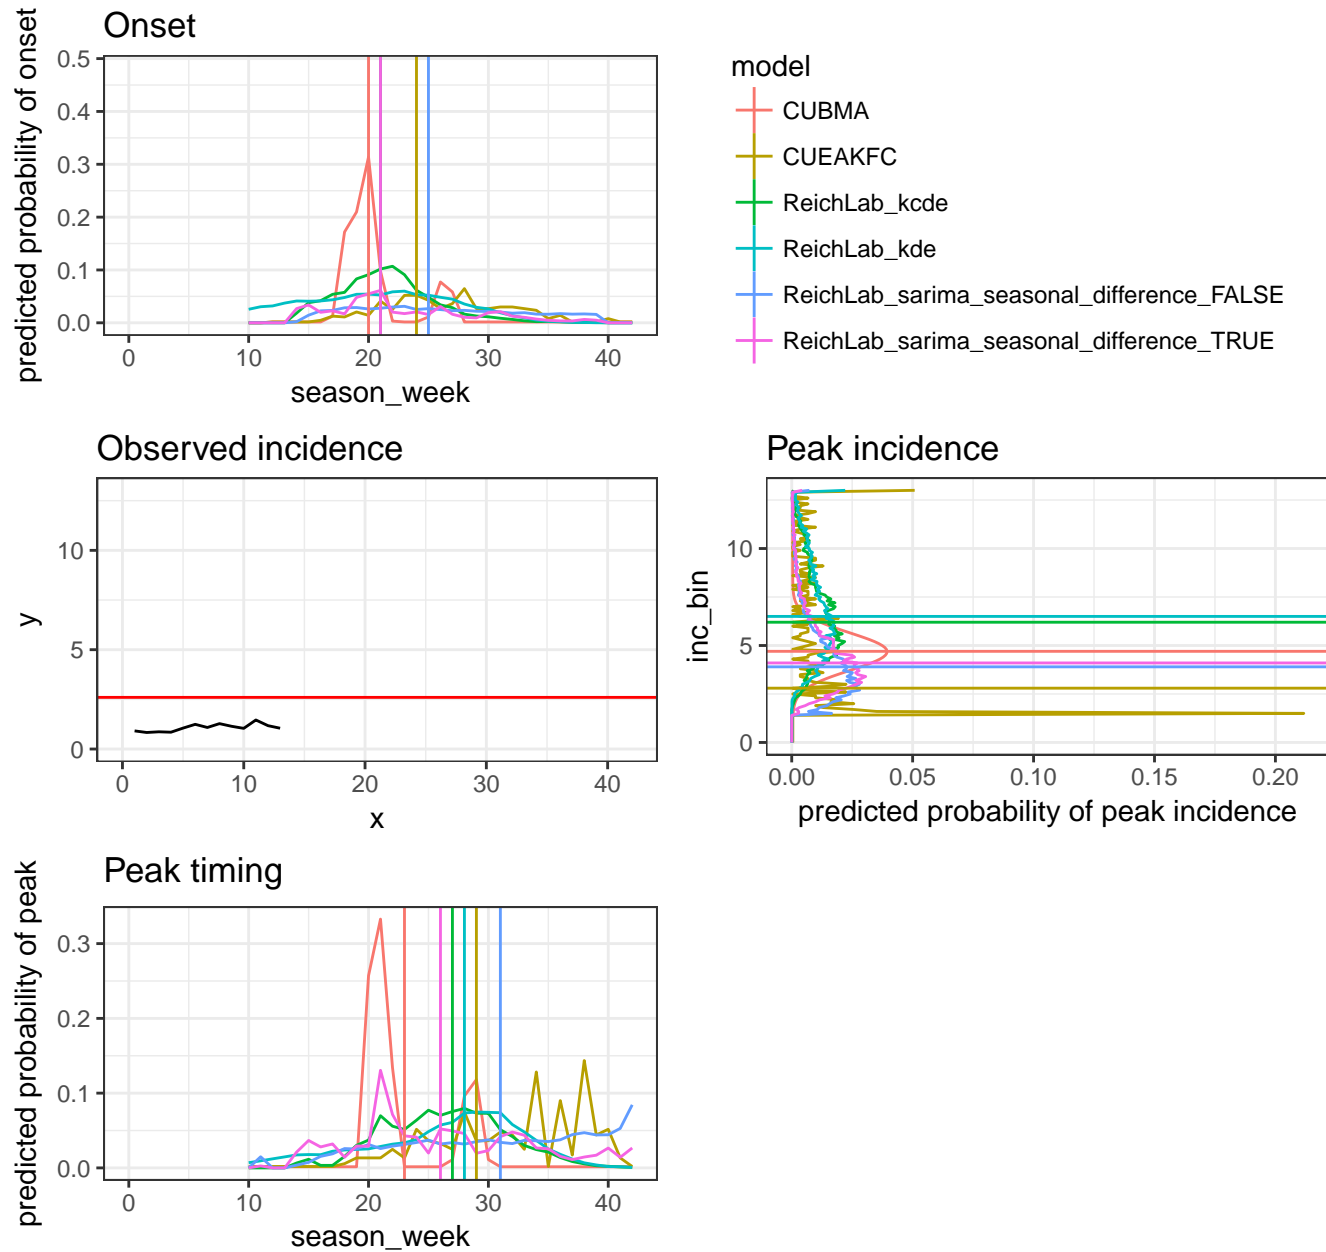 Onset
predicted probability of onset
0.5
0.4
0.3
0.2
0.1
0.0
0 10 20 30 40
season_week
model
CUBMA
CUEAKFC
ReichLab_kcde
ReichLab_kde
ReichLab_sarima_seasonal_difference_FALSE
ReichLab_sarima_seasonal_difference_TRUE
Observed incidence
y
10
5
0
0 10 20 30 40
x
Peak incidence
inc_bin
10
5
0
0.00 0.05 0.10 0.15 0.20
predicted probability of peak incidence
Peak timing
predicted probability of peak
0.3
0.2
0.1
0.0
0 10 20 30 40
season_week